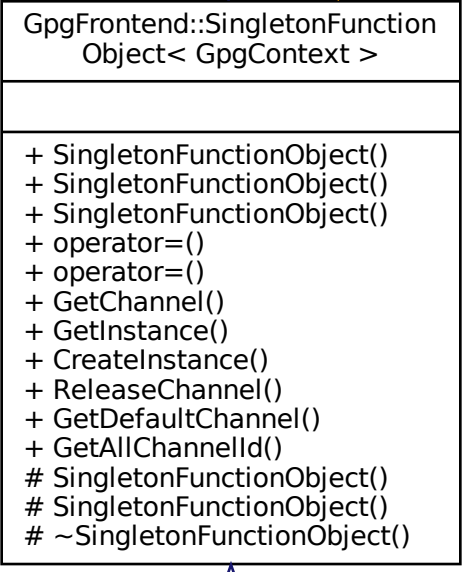 GpgFrontend::SingletonFunction
Object< GpgContext >
+ SingletonFunctionObject()
+ SingletonFunctionObject()
+ SingletonFunctionObject()
+ operator=()
+ operator=()
+ GetChannel()
+ GetInstance()
+ CreateInstance()
+ ReleaseChannel()
+ GetDefaultChannel()
+ GetAllChannelId()
# SingletonFunctionObject()
# SingletonFunctionObject()
# ~SingletonFunctionObject()